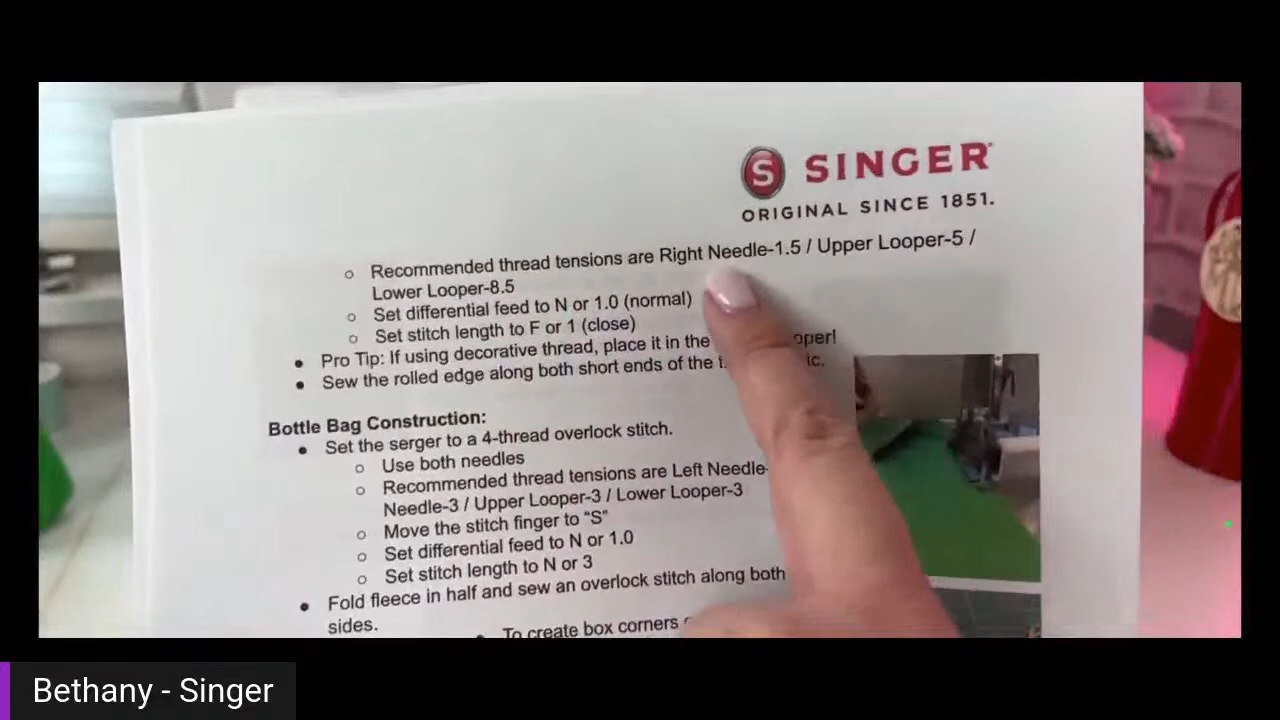 S SINGER
ORIGINAL SINCE 1851.
Recommended thread tensions are Right Needle-1.5 / Upper Looper-5 /
Lower Looper-8.5
Set differential feed to N or 1.0 (normal)
Set stitch length to F or 1 (close)
Pro Tip: If using decorative thread, place it in the oper!
Sew the rolled edge along both short ends of the ic.
Bottle Bag Construction:
Set the serger to a 4-thread overlock stitch.
Use both needles
Recommended thread tensions are Left Needle-
Needle-3 / Upper Looper-3 / Lower Looper-3
Move the stitch finger to "S"
Set differential feed to N or 1.0
Set stitch length to N or 3
Fold fleece in half and sew an overlock stitch along both
sides.
To create box corners
Bethany - Singer